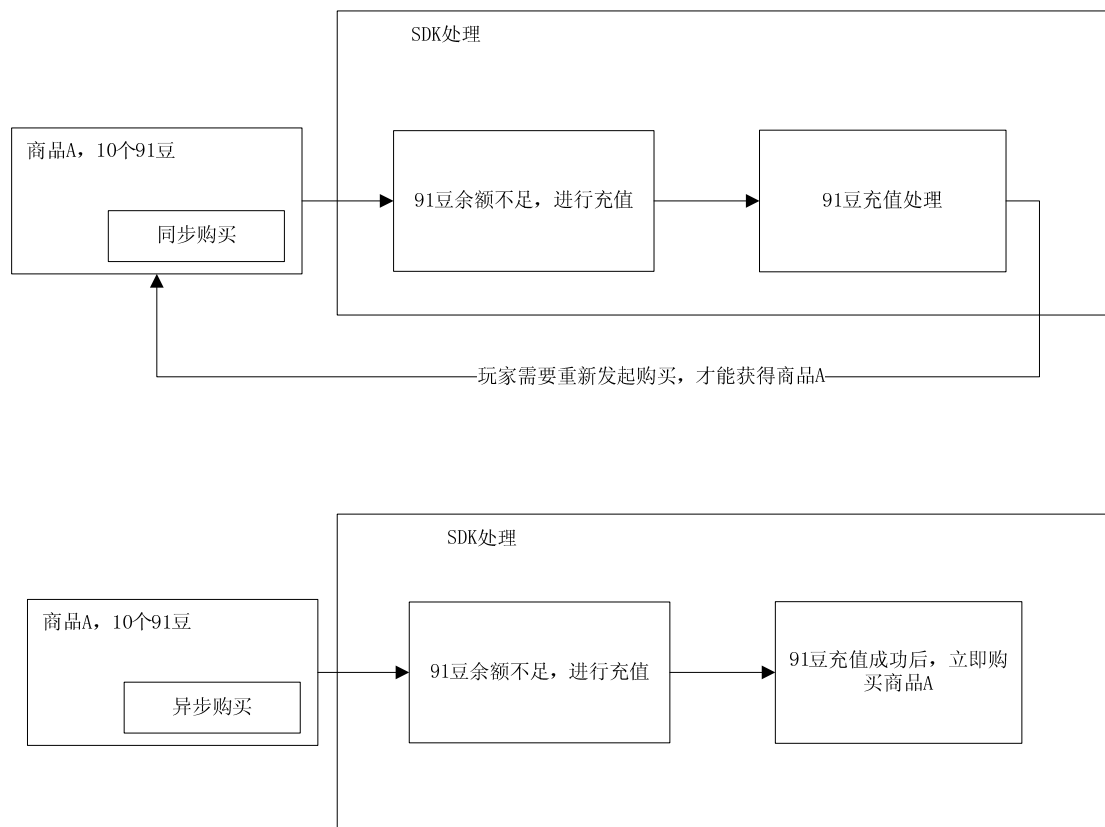 SDK处理
商品A，10个91豆
同步购买
91豆余额不足，进行充值
91豆充值处理
玩家需要重新发起购买，才能获得商品A
SDK处理
商品A，10个91豆
异步购买
91豆余额不足，进行充值
91豆充值成功后，立即购
买商品A